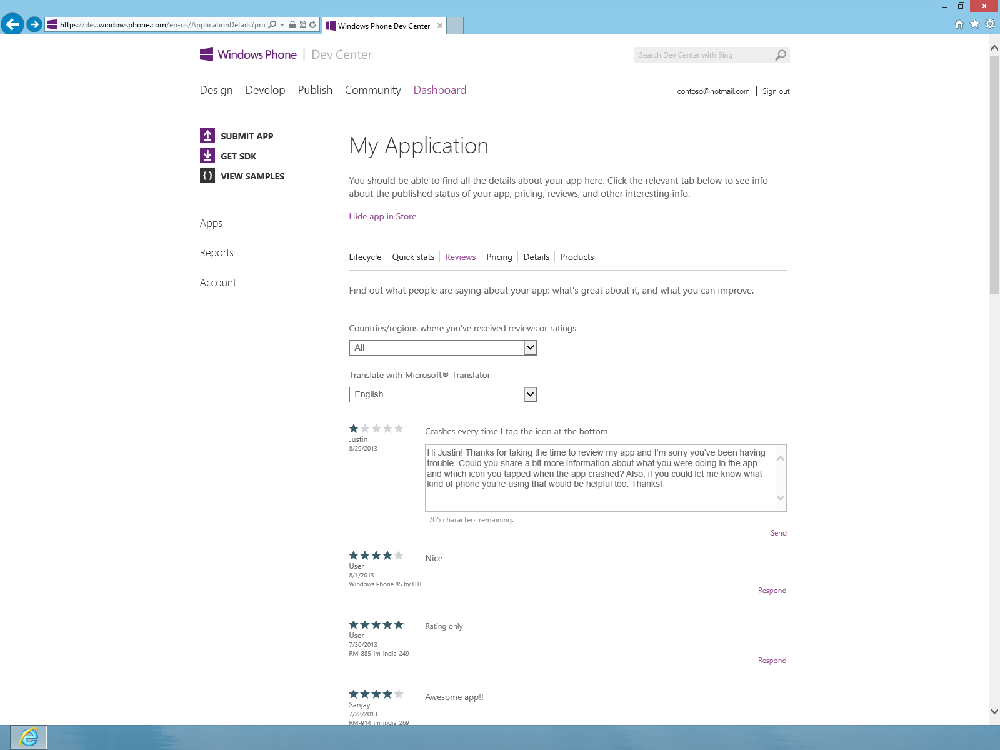 https://dev.windowsphone.com/en-us/ApplicationDetails?pro
Windows Phone Dev Center
Windows Phone | Dev Center
Search Dev Center with Bing
Design Develop Publish Community Dashboard
contoso@hotmail.com | Sign out
SUBMIT APP
GET SDK
VIEW SAMPLES
Apps
Reports
Account
My Application
You should be able to find all the details about your app here. Click the relevant tab below to see info
about the published status of your app, pricing, reviews, and other interesting info.
Hide app in Store
Lifecycle Quick stats Reviews Pricing Details Products
Find out what people are saying about your app: what's great about it, and what you can improve.
Countries/regions where you've received reviews or ratings
All
Translate with Microsoft® Translator
English
Justin
8/29/2013
Crashes every time I tap the icon at the bottom
Hi Justin! Thanks for taking the time to review my app and I’m sorry you’ve been having
trouble. Could you share a bit more information about what you were doing in the app
and which icon you tapped when the app crashed? Also, if you could let me know what
kind of phone you’re using that would be helpful too. Thanks!
705 characters remaining.
Send
User
8/1/2013
Windows Phone 8S by HTC
Nice
Respond
User
7/30/2013
RM-885_im_india_249
Rating only
Respond
Sanjay
7/28/2013
RM-914_im_india_269
Awesome app!!